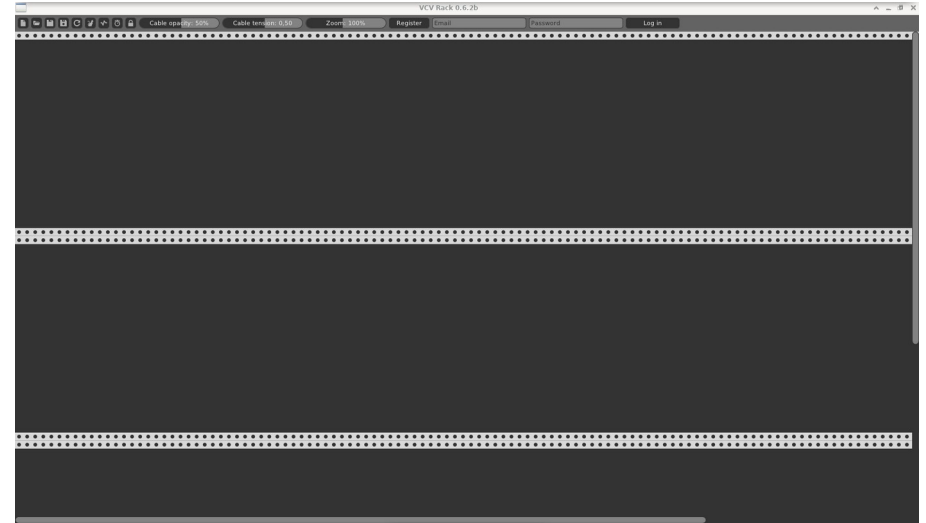 VCV Rack 0.6.2b
Cable opacity: 50% Cable tension: 0,50 Zoom: 100% Register Email Password Log in